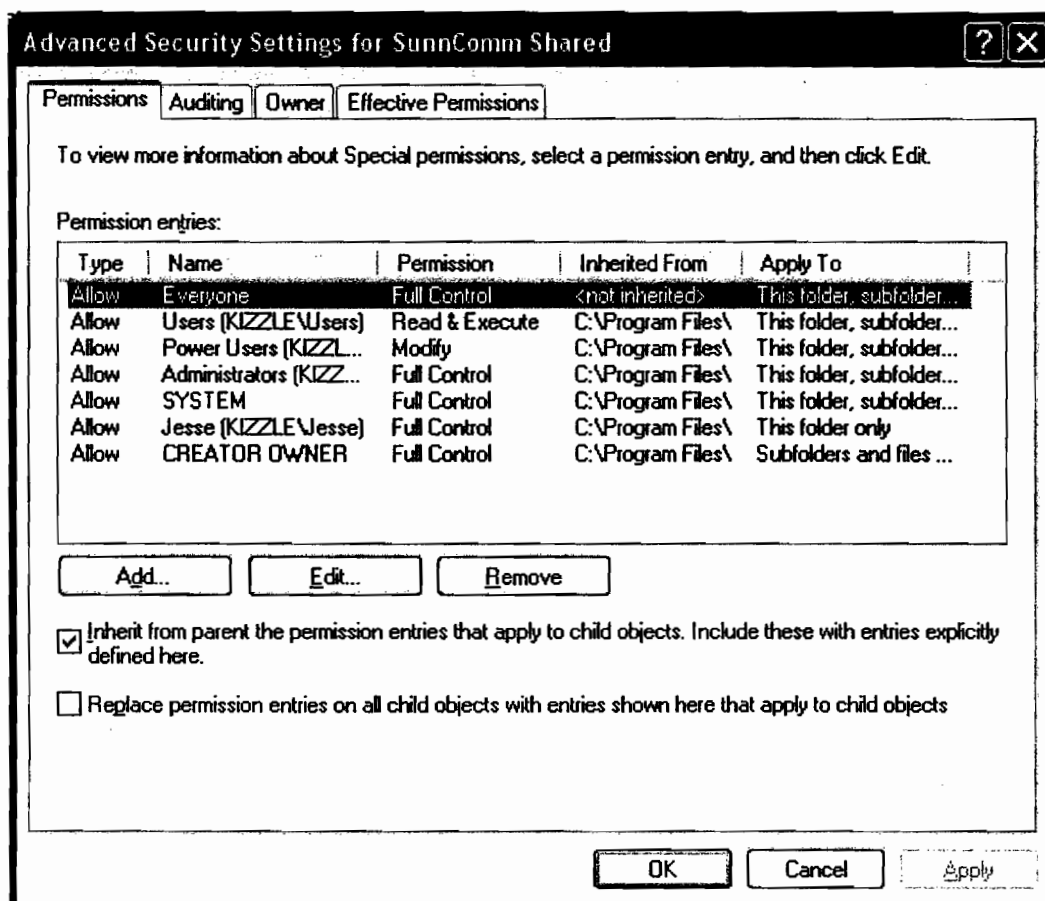 Advanced Security Settings for SunnComm Shared
Permissions Auditing Owner Effective Permissions
To view more information about Special permissions, select a permission entry, and then click Edit.
Permission entries:
Type Name Permission Inherited From Apply To
Allow Everyone Full Control <not inherited> This folder, subfolder...
Allow Users (KIZZLE\Users) Read & Execute C:\Program Files\ This folder, subfolder...
Allow Power Users (KIZZL... Modify C:\Program Files\ This folder, subfolder...
Allow Administrators (KIZZ... Full Control C:\Program Files\ This folder, subfolder...
Allow SYSTEM Full Control C:\Program Files\ This folder, subfolder...
Allow Jesse (KIZZLE\Jesse) Full Control C:\Program Files\ This folder only
Allow CREATOR OWNER Full Control C:\Program Files\ Subfolders and files ...
Add... Edit... Remove
Inherit from parent the permission entries that apply to child objects. Include these with entries explicitly
defined here.
Replace permission entries on all child objects with entries shown here that apply to child objects
OK Cancel Apply